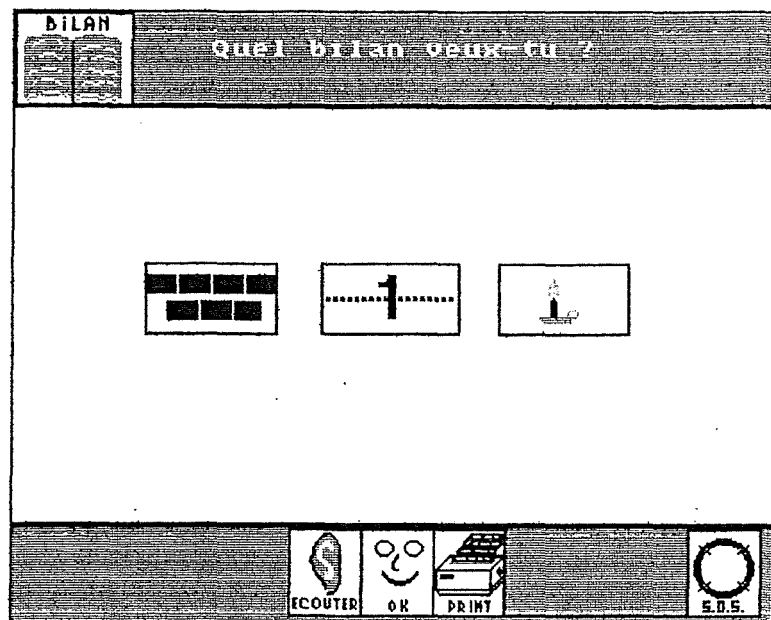 BiLAN
Quel bilan veux-tu ?
1
ECOUTER
OK
PRINT
S.O.S.